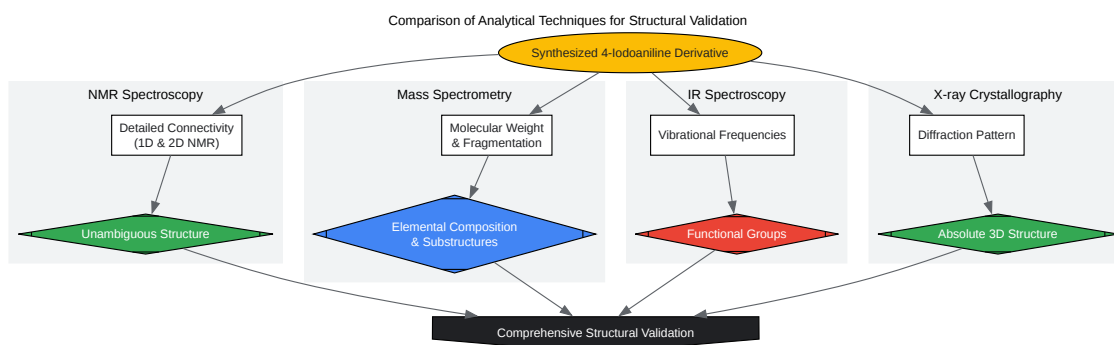 Comparison of Analytical Techniques for Structural Validation
Synthesized 4-Iodoaniline Derivative
NMR Spectroscopy
Detailed Connectivity
(1D & 2D NMR)
Unambiguous Structure
Mass Spectrometry
Molecular Weight
& Fragmentation
Elemental Composition
& Substructures
IR Spectroscopy
Vibrational Frequencies
Functional Groups
X-ray Crystallography
Diffraction Pattern
Absolute 3D Structure
Comprehensive Structural Validation